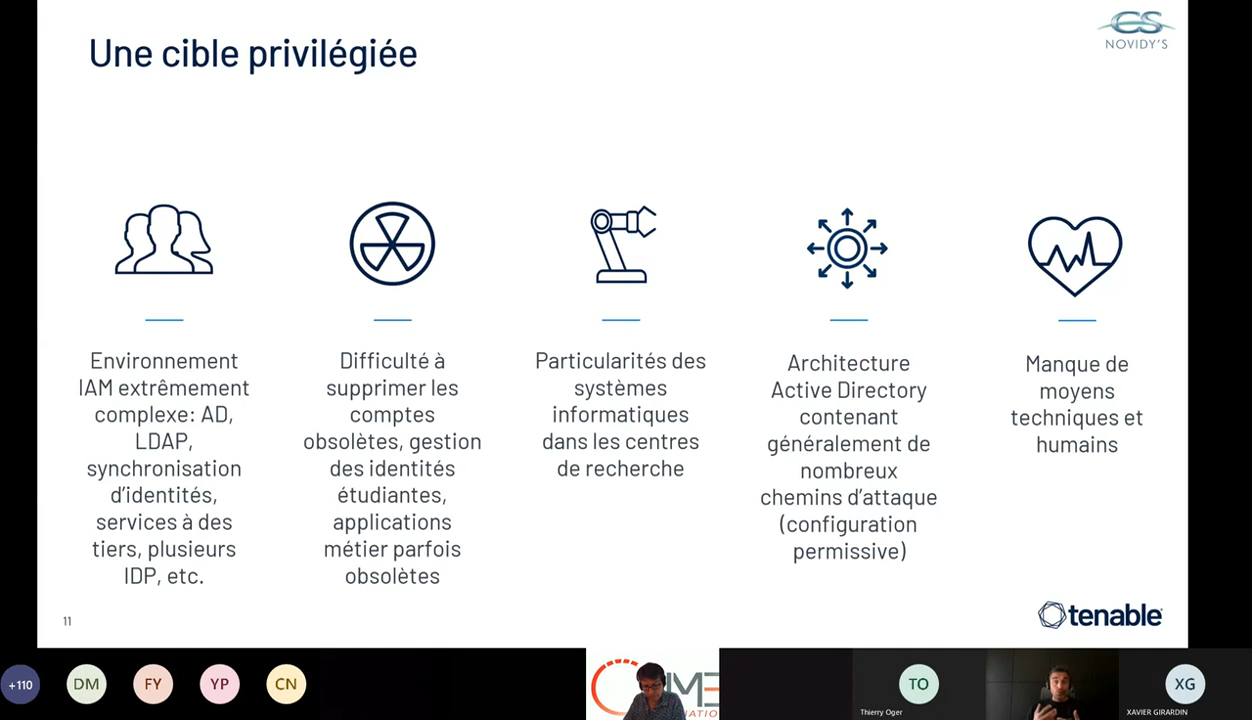 Une cible privilégiée
CS
NOVIDY'S
Environnement
IAM extrêmement
complexe: AD,
LDAP,
synchronisation
d'identités,
services à des
tiers, plusieurs
IDP, etc.
Difficulté à
supprimer les
comptes
obsolètes, gestion
des identités
étudiantes,
applications
métier parfois
obsolètes
Particularités des
systèmes
informatiques
dans les centres
de recherche
Architecture
Active Directory
contenant
généralement de
nombreux
chemins d'attaque
(configuration
permissive)
Manque de
moyens
techniques et
humains
11
tenable
+110
DM
FY
YP
CN
TO
Thierry Oger
XG
XAVIER GIRARDIN